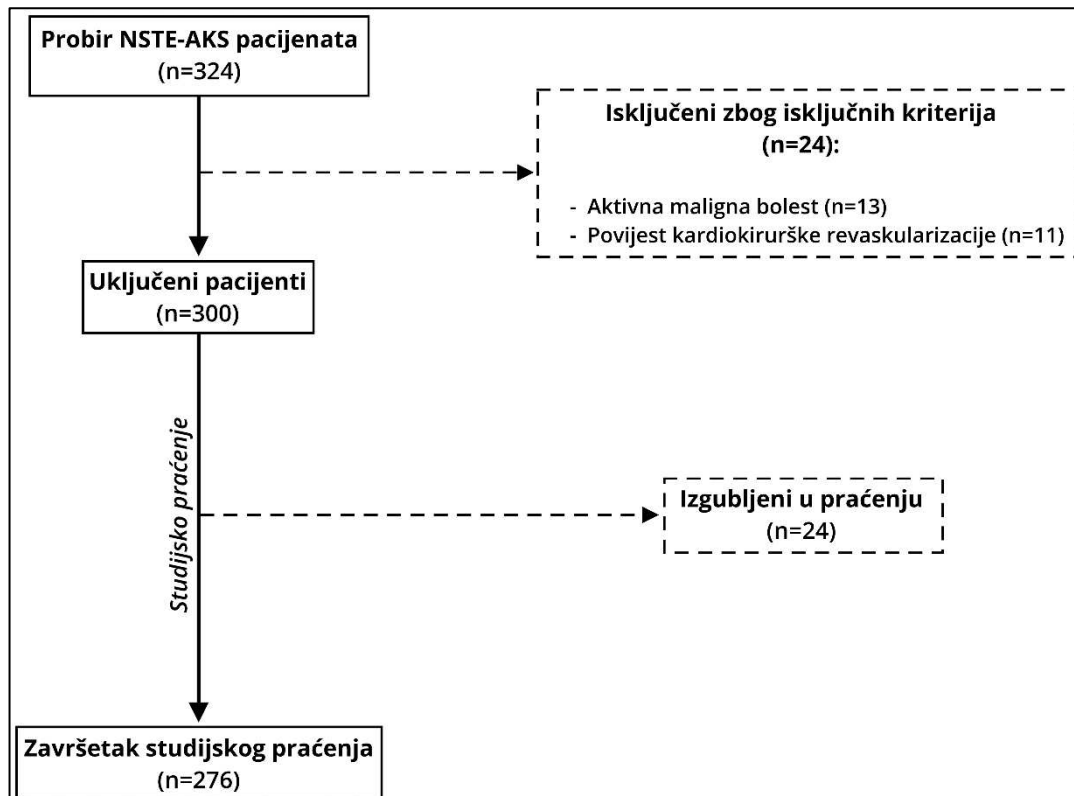 Probir NSTE-AKS pacijenata
(n=324)
Isključeni zbog isključnih kriterija
(n=24):
- Aktivna maligna bolest (n=13)
- Povijest kardiokirurške revaskularizacije (n=11)
Uključeni pacijenti
(n=300)
Studijsko praćenje
Izgubljeni u praćenju
(n=24)
Završetak studijskog praćenja
(n=276)